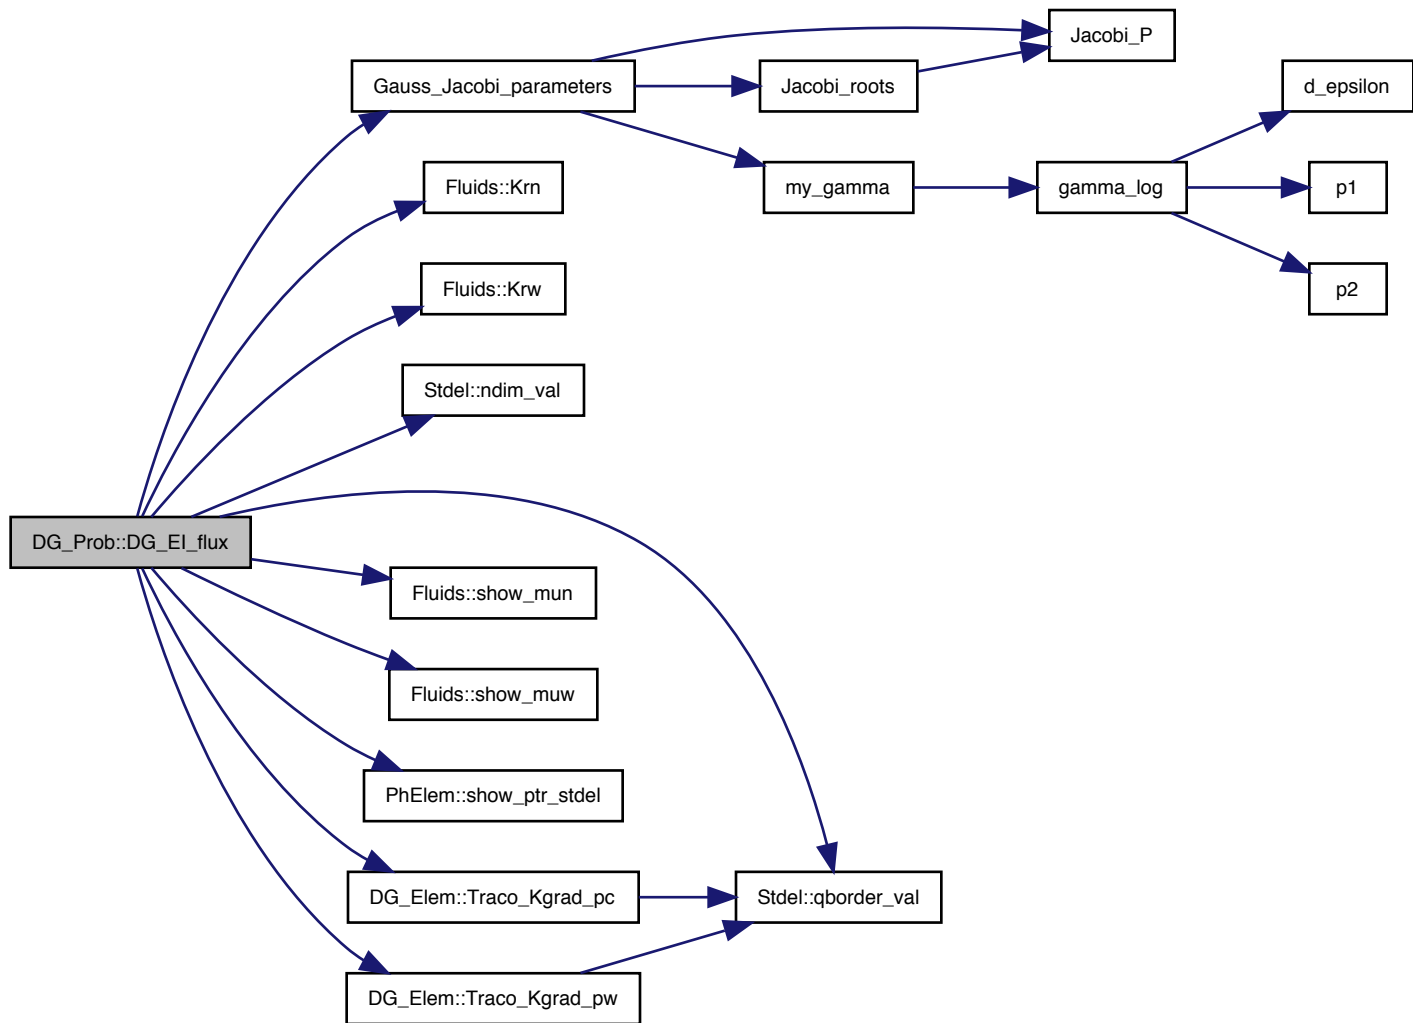 Jacobi_P
Gauss_Jacobi_parameters
Jacobi_roots
d_epsilon
Fluids::Krn
my_gamma
gamma_log
p1
Fluids::Krw
p2
Stdel::ndim_val
DG_Prob::DG_EI_flux
Fluids::show_mun
Fluids::show_muw
PhElem::show_ptr_stdel
DG_Elem::Traco_Kgrad_pc
Stdel::qborder_val
DG_Elem::Traco_Kgrad_pw